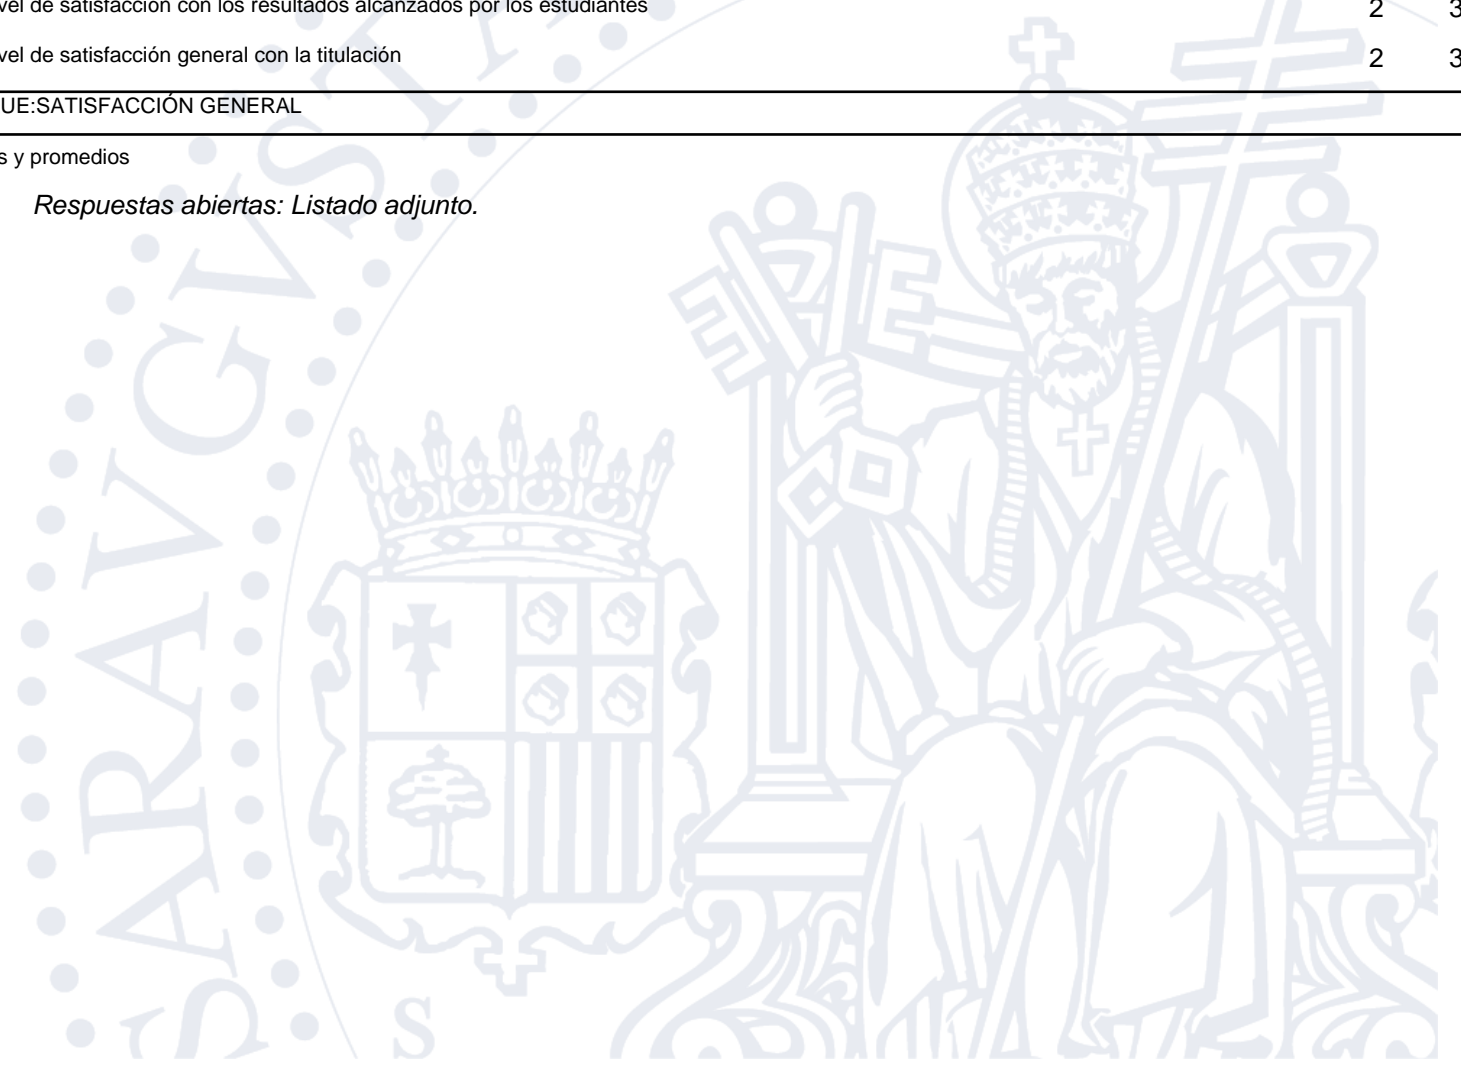 vel de satisfacción con los resultados alcanzados por los estudiantes 2 3
vel de satisfacción general con la titulación 2 3
UE:SATISFACCIÓN GENERAL
s y promedios
Respuestas abiertas: Listado adjunto.
SARAVGVSTA
S